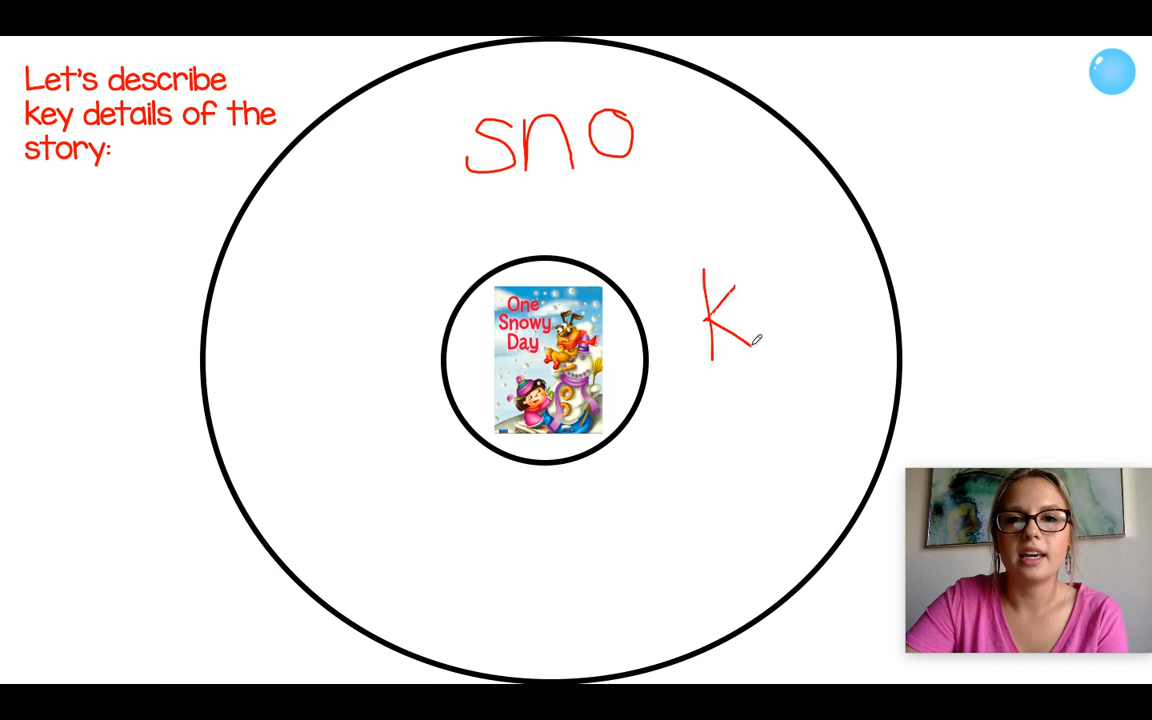 Let's describe
key details of the
story:
sno
K
One
Snowy
Day